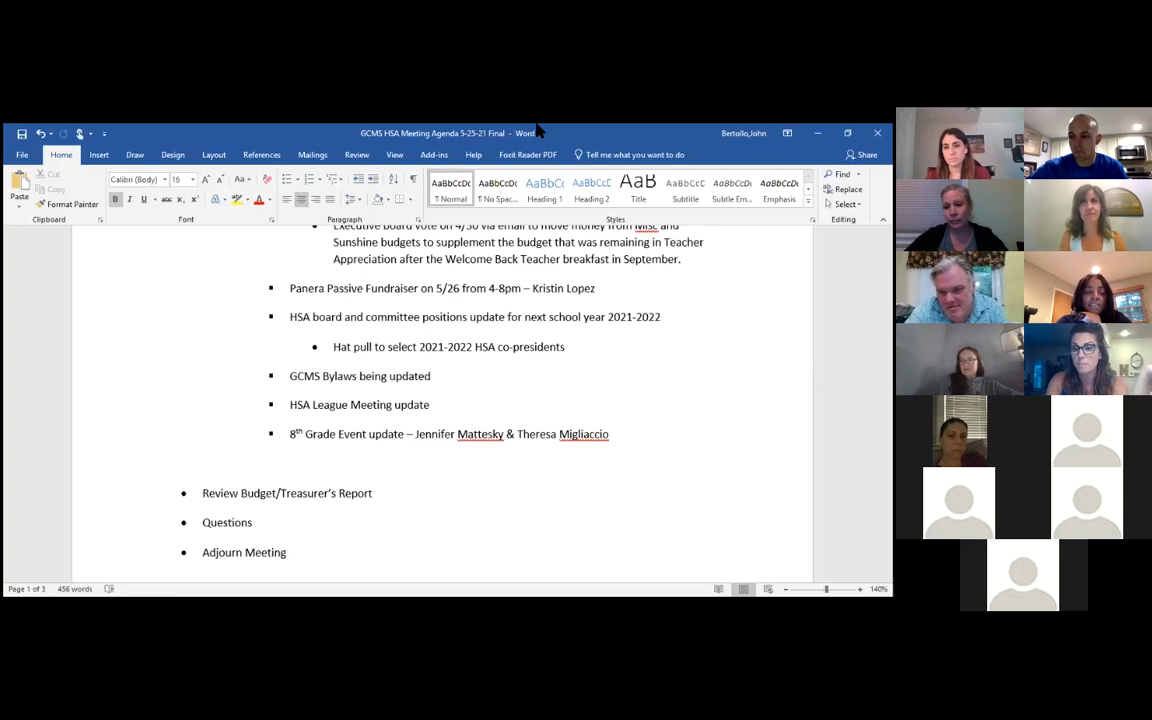 GCMS HSA Meeting Agenda 5-25-21 Final - Word
Bertollo,John
File Home Insert Draw Design Layout References Mailings Review View Add-ins Help Foxit Reader PDF Tell me what you want to do Share
Paste
Cut
Copy
Format Painter
Calibri (Body) 16
AaBbCcDc AaBbCcDc AaBbCc AaBbCcD AaB AaBbCcD AaBbCcDc AaBbCcDc
¶ Normal ¶ No Spac... Heading 1 Heading 2 Title Subtitle Subtle Em... Emphasis
Find
Replace
Select
Clipboard Font Paragraph Styles Editing
Executive board vote on 4/30 via email to move money from Misc and
Sunshine budgets to supplement the budget that was remaining in Teacher
Appreciation after the Welcome Back Teacher breakfast in September.
Panera Passive Fundraiser on 5/26 from 4-8pm – Kristin Lopez
HSA board and committee positions update for next school year 2021-2022
Hat pull to select 2021-2022 HSA co-presidents
GCMS Bylaws being updated
HSA League Meeting update
8th Grade Event update – Jennifer Mattesky & Theresa Migliaccio
Review Budget/Treasurer's Report
Questions
Adjourn Meeting
Page 1 of 3 456 words 140%